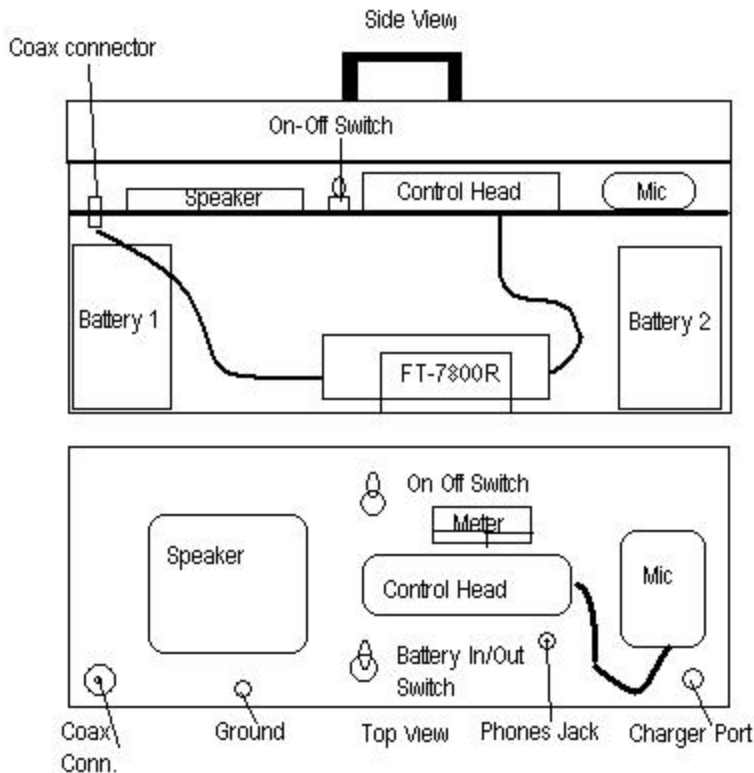 Side View
Coax connector
On-Off Switch
Speaker
Control Head
Mic
Battery 1
Battery 2
FT-7800R
On Off Switch
Meter
Speaker
Mic
Control Head
Battery In/Out
Switch
Coax
Conn.
Ground
Top View
Phones Jack
Charger Port